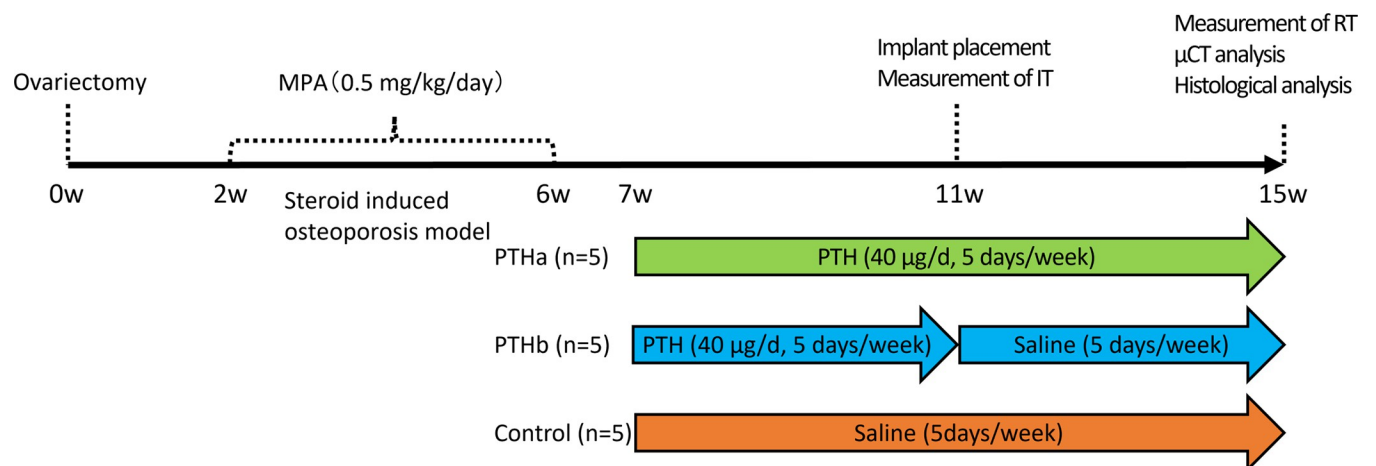 Measurement of RT
μCT analysis
Histological analysis
Implant placement
Measurement of IT
Ovariectomy
MPA（0.5 mg/kg/day）
0w
2w
6w
7w
11w
15w
Steroid induced
osteoporosis model
PTHa (n=5)
PTH (40 μg/d, 5 days/week)
PTHb (n=5)
PTH (40 μg/d, 5 days/week)
Saline (5 days/week)
Control (n=5)
Saline (5days/week)